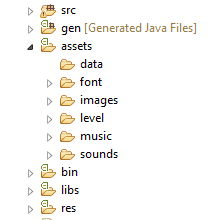 src
gen [Generated Java Files]
assets
data
font
images
level
music
sounds
bin
libs
res